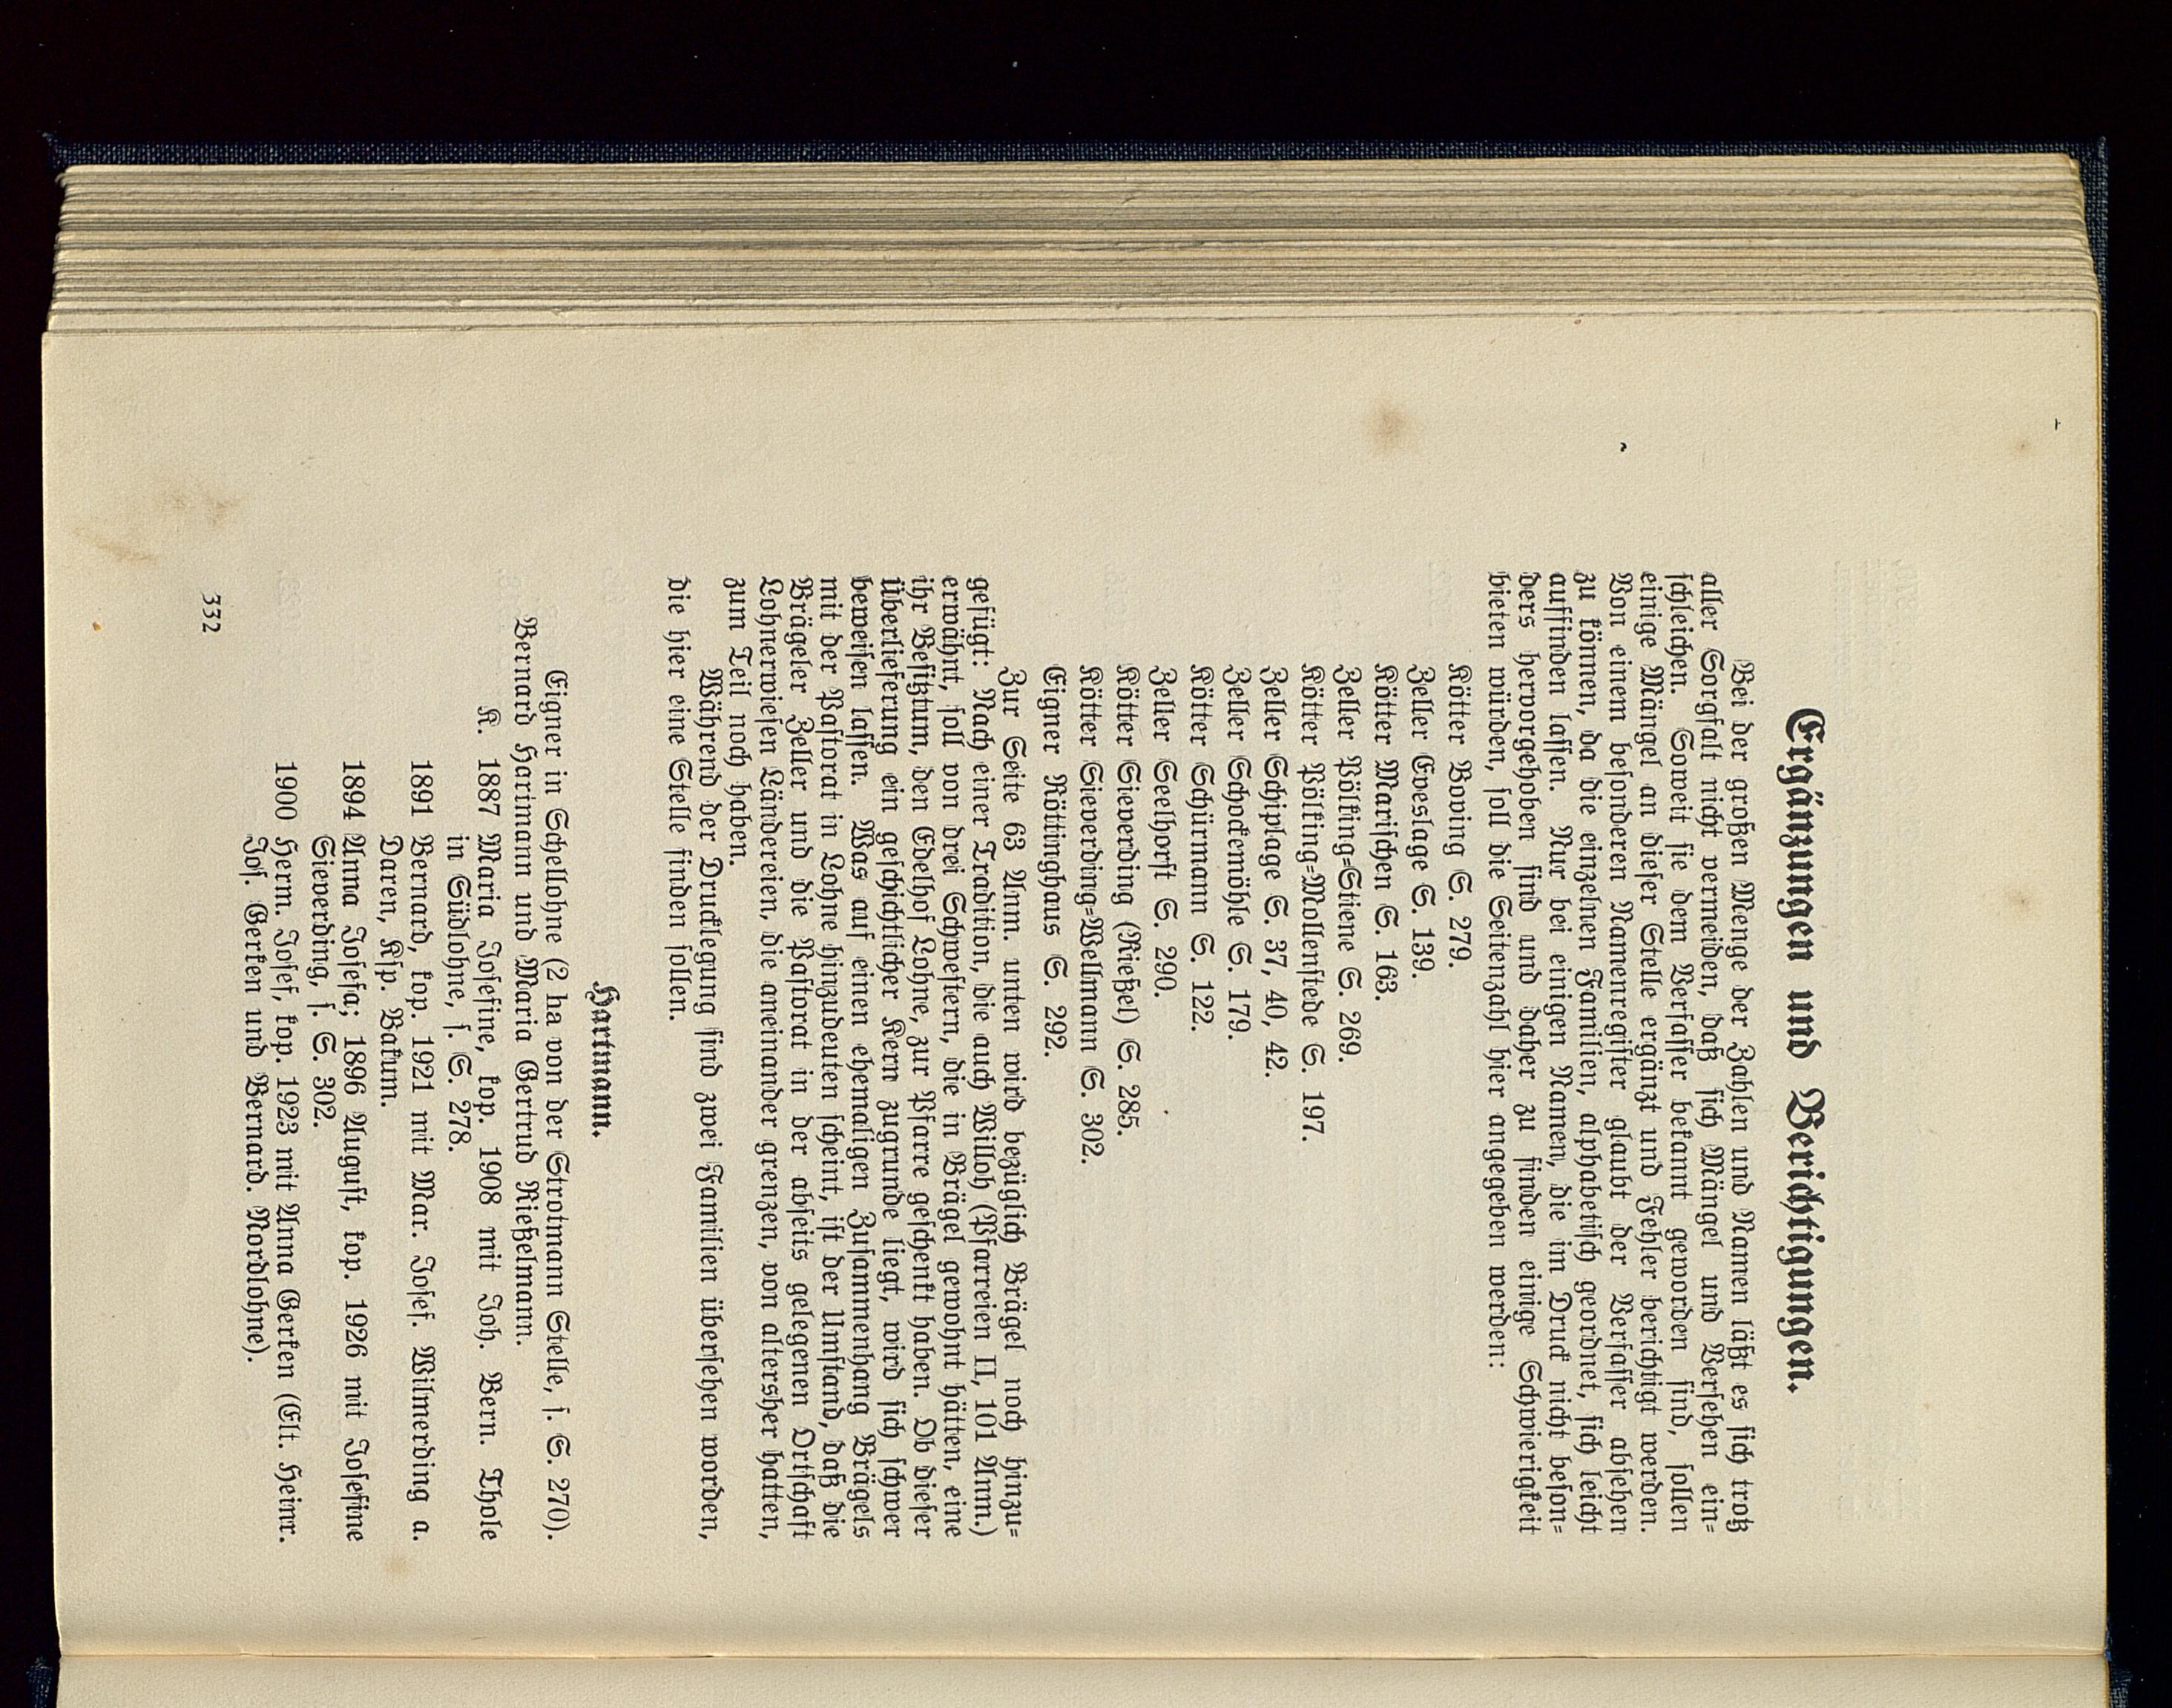 Ergänzungen und Berichtigungen.
Bei der großen Menge der Zahlen und Namen läßt es sich trotz
aller Sorgfalt nicht vermeiden, daß sich Mängel und Versehen ein-
schleichen. Soweit sie dem Verfasser bekannt geworden sind, sollen
einige Mängel an dieser Stelle ergänzt und Fehler berichtigt werden.
Von einem besonderen Namenregister glaubt der Verfasser absehen
zu können, da die einzelnen Familien, alphabetisch geordnet, sich leicht
auffinden lassen. Nur bei einigen Namen, die im Druck nicht beson-
ders hervorgehoben sind und daher zu finden einige Schwierigkeit
bieten würden, soll die Seitenzahl hier angegeben werden:
Kötter Boving S. 279.
Zeller Eveslage S. 139.
Kötter Marischen S. 163.
Zeller Pölking-Stiene S. 269.
Kötter Pölking-Mollenstede S. 197.
Zeller Schiplage S. 37, 40, 42.
Zeller Schockemöhle S. 179.
Kötter Schürmann S. 122.
Zeller Seelhorst S. 290.
Kötter Sieverding (Rießel) S. 285.
Kötter Sieverding-Wellmann S. 302.
Eigner Röttinghaus S. 292.
Zur Seite 63 Anm. unten wird bezüglich Brägel noch hinzu-
gefügt: Nach einer Tradition, die auch Willoh (Pfarreien II, 101 Anm.)
erwähnt, soll von drei Schwestern, die in Brägel gewohnt hätten, eine
ihr Besitztum, den Edelhof Lohne, zur Pfarre geschenkt haben. Ob dieser
Überlieferung ein geschichtlicher Kern zugrunde liegt, wird sich schwer
beweisen lassen. Was auf einen ehemaligen Zusammenhang Brägels
mit der Pastorat in Lohne hinzudeuten scheint, ist der Umstand, daß die
Brägeler Zeller und die Pastorat in der abseits gelegenen Ortschaft
Lohnerwiesen Ländereien, die aneinander grenzen, von altersher hatten,
zum Teil noch haben.
Während der Drucklegung sind zwei Familien übersehen worden,
die hier eine Stelle finden sollen.
Hartmann.
Eigner in Schellohne (2 ha von der Strotmann Stelle, s. S. 270).
Bernard Hartmann und Maria Gertrud Rießelmann.
K. 1887 Maria Josefine, kop. 1908 mit Joh. Bern. Thole
in Südlohne, s. S. 278.
1891 Bernard, kop. 1921 mit Mar. Josef. Wilmerding a.
Daren, Ksp. Bakum.
1894 Anna Josefa; 1896 August, kop. 1926 mit Josefine
Sieverding, s. S. 302.
1900 Herm. Josef, kop. 1923 mit Anna Gerken (Elt. Heinr.
Jos. Gerken und Bernard. Nordlohne).
332